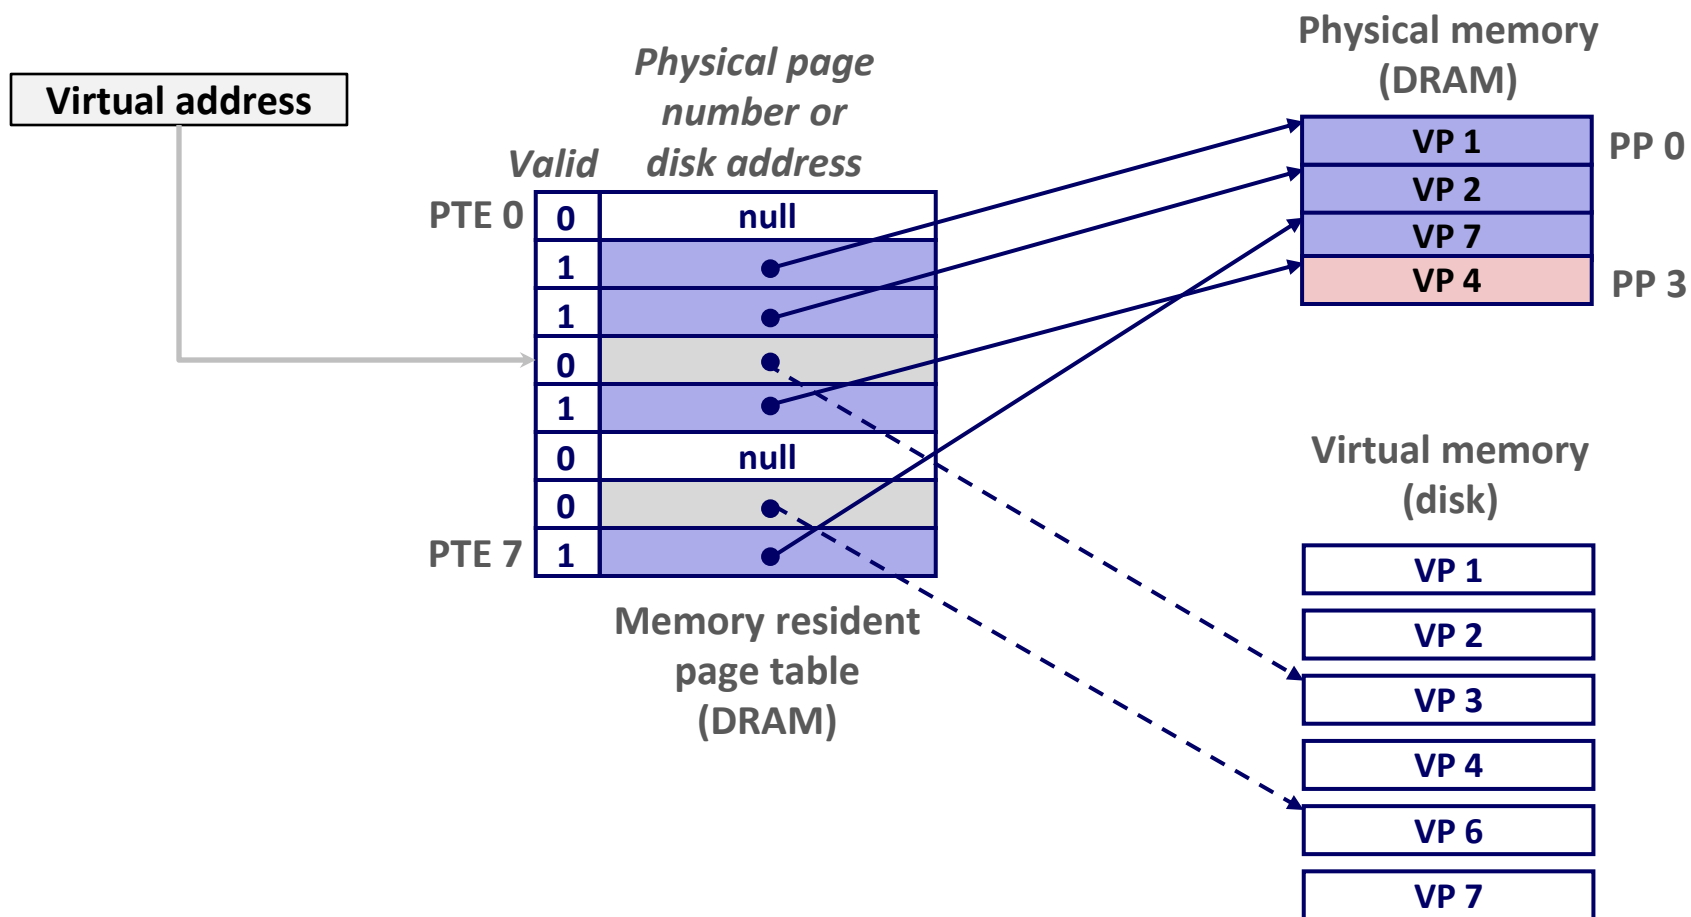 Virtual address
Physical page
number or
disk address
Valid
PTE 0
0
null
1
1
0
1
0
null
0
PTE 7
1
Memory resident
page table
(DRAM)
Physical memory
(DRAM)
VP 1
PP 0
VP 2
VP 7
VP 4
PP 3
Virtual memory
(disk)
VP 1
VP 2
VP 3
VP 4
VP 6
VP 7